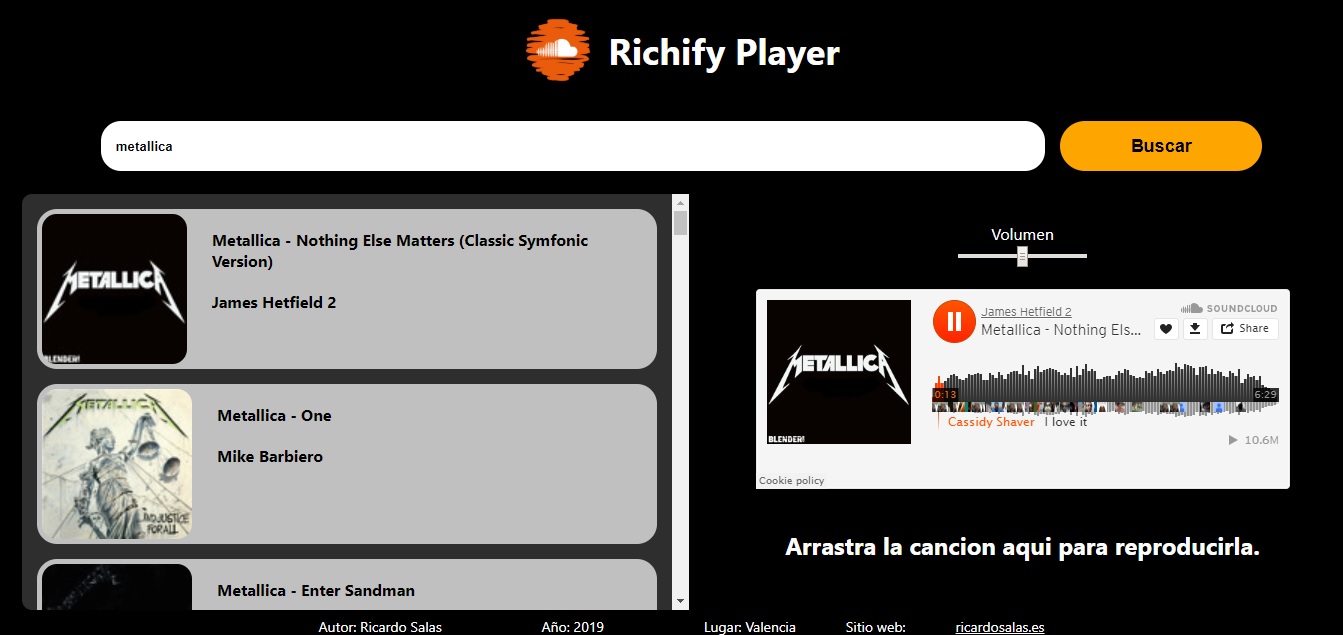 Richify Player
metallica
Buscar
METALLICA
BLENDER!
Metallica - Nothing Else Matters (Classic Symfonic
Version)
James Hetfield 2
METALLICA
AND JUSTICE
FOR ALL
Metallica - One
Mike Barbiero
Metallica - Enter Sandman
Volumen
METALLICA
BLENDER!
James Hetfield 2
Metallica - Nothing Els...
SOUNDCLOUD
Share
0:13
6:29
Cassidy Shaver I love it
10.6M
Cookie policy
Arrastra la cancion aqui para reproducirla.
Autor: Ricardo Salas
Año: 2019
Lugar: Valencia
Sitio web:
ricardosalas.es